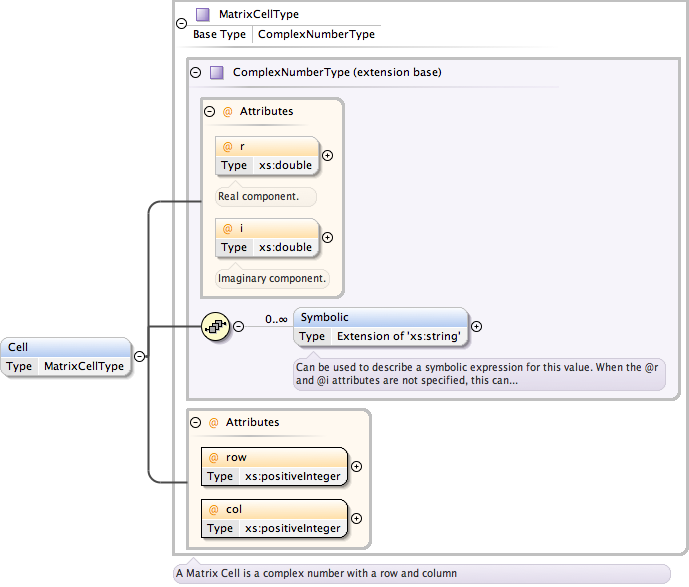 MatrixCellType
Base Type ComplexNumberType
ComplexNumberType (extension base)
@ Attributes
@ r
Type xs:double
Real component.
@ i
Type xs:double
Imaginary component.
0..∞
Symbolic
Type Extension of 'xs:string'
Can be used to describe a symbolic expression for this value. When the @r
and @i attributes are not specified, this can...
Cell
Type MatrixCellType
@ Attributes
@ row
Type xs:positiveInteger
@ col
Type xs:positiveInteger
A Matrix Cell is a complex number with a row and column